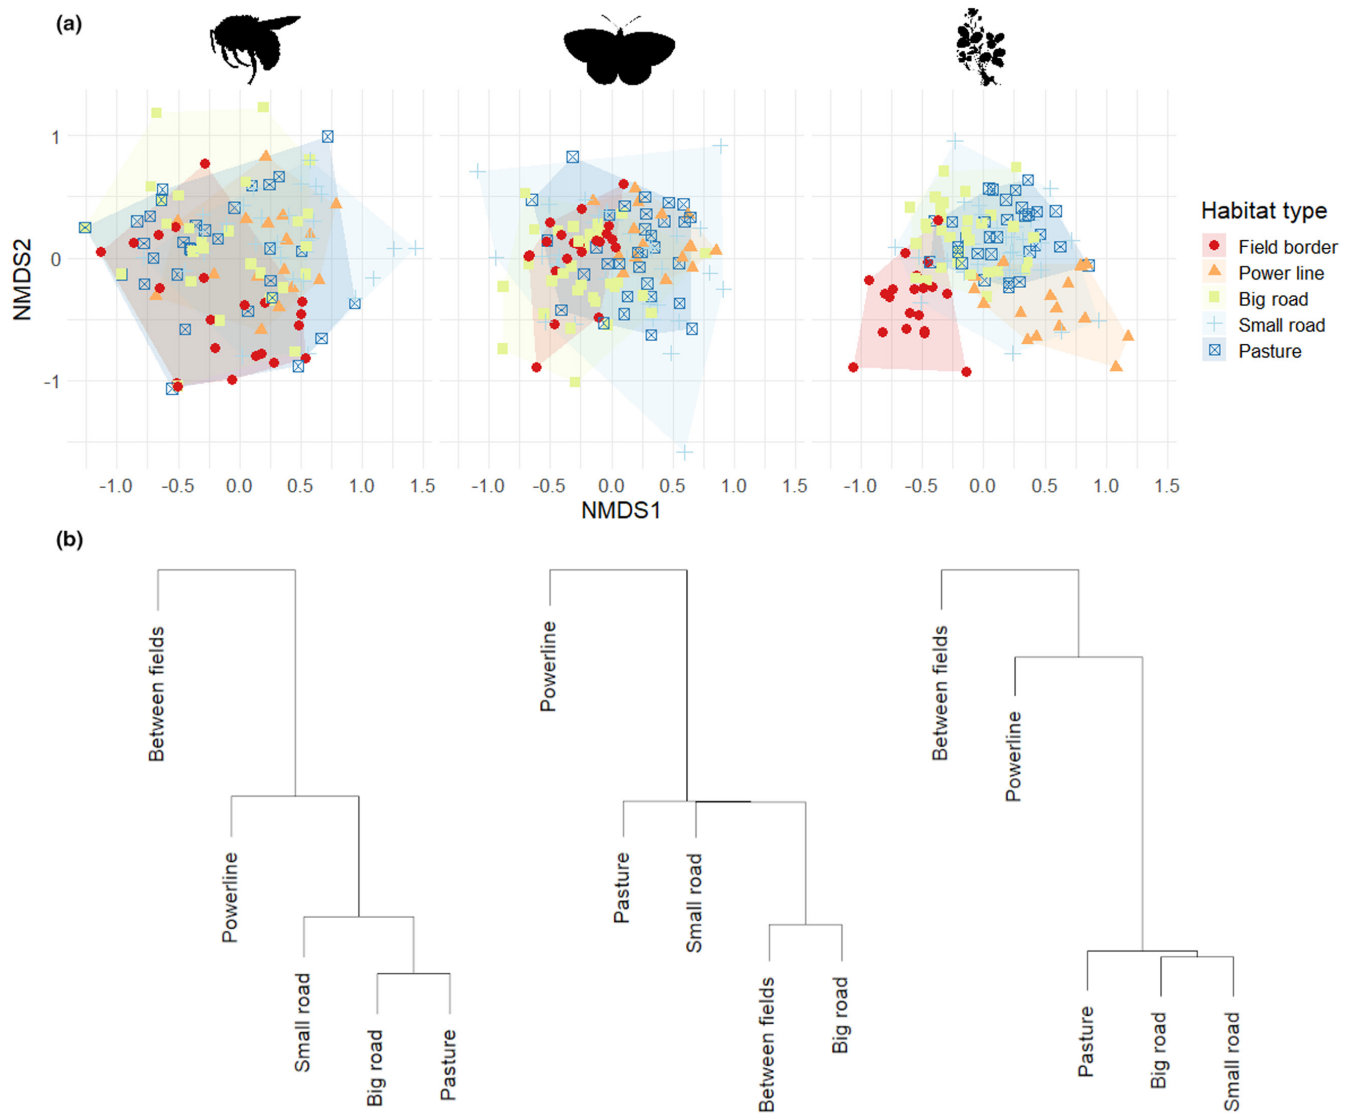 (a)
NMDS2
1
0
-1
-1.0 -0.5 0.0 0.5 1.0 1.5
-1.0 -0.5 0.0 0.5 1.0 1.5
-1.0 -0.5 0.0 0.5 1.0 1.5
NMDS1
Habitat type
Field border
Power line
Big road
Small road
Pasture
(b)
Between fields
Powerline
Small road
Big road
Pasture
Powerline
Pasture
Small road
Between fields
Big road
Between fields
Powerline
Pasture
Big road
Small road